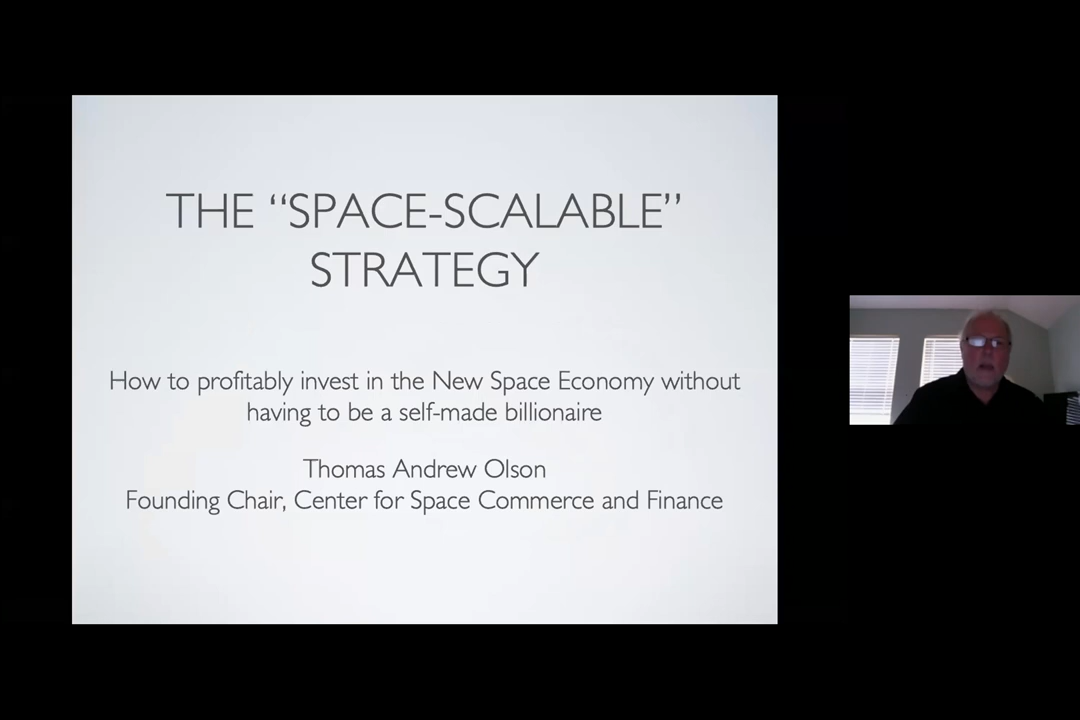 THE “SPACE-SCALABLE”
STRATEGY
How to profitably invest in the New Space Economy without
having to be a self-made billionaire
Thomas Andrew Olson
Founding Chair, Center for Space Commerce and Finance